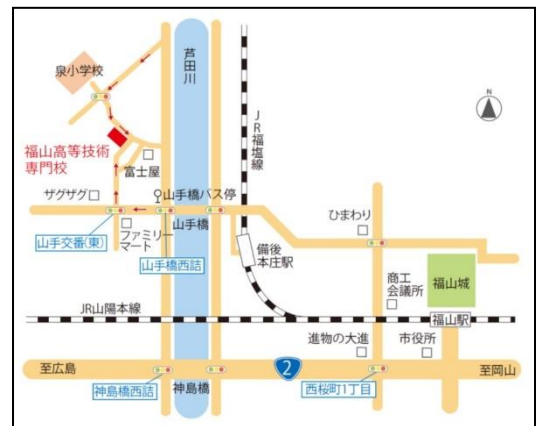 泉小学校
芦田川
JR福塩線
N
福山高等技術
専門校
富士屋
ザグザグ
山手橋バス停
山手橋
ひまわり
山手交番(東)
ファミリー
マート
山手橋西詰
備後
本庄駅
商工
会議所
福山城
JR山陽本線
福山駅
進物の大進
市役所
至広島
2
至岡山
神島橋西詰
神島橋
西桜町1丁目